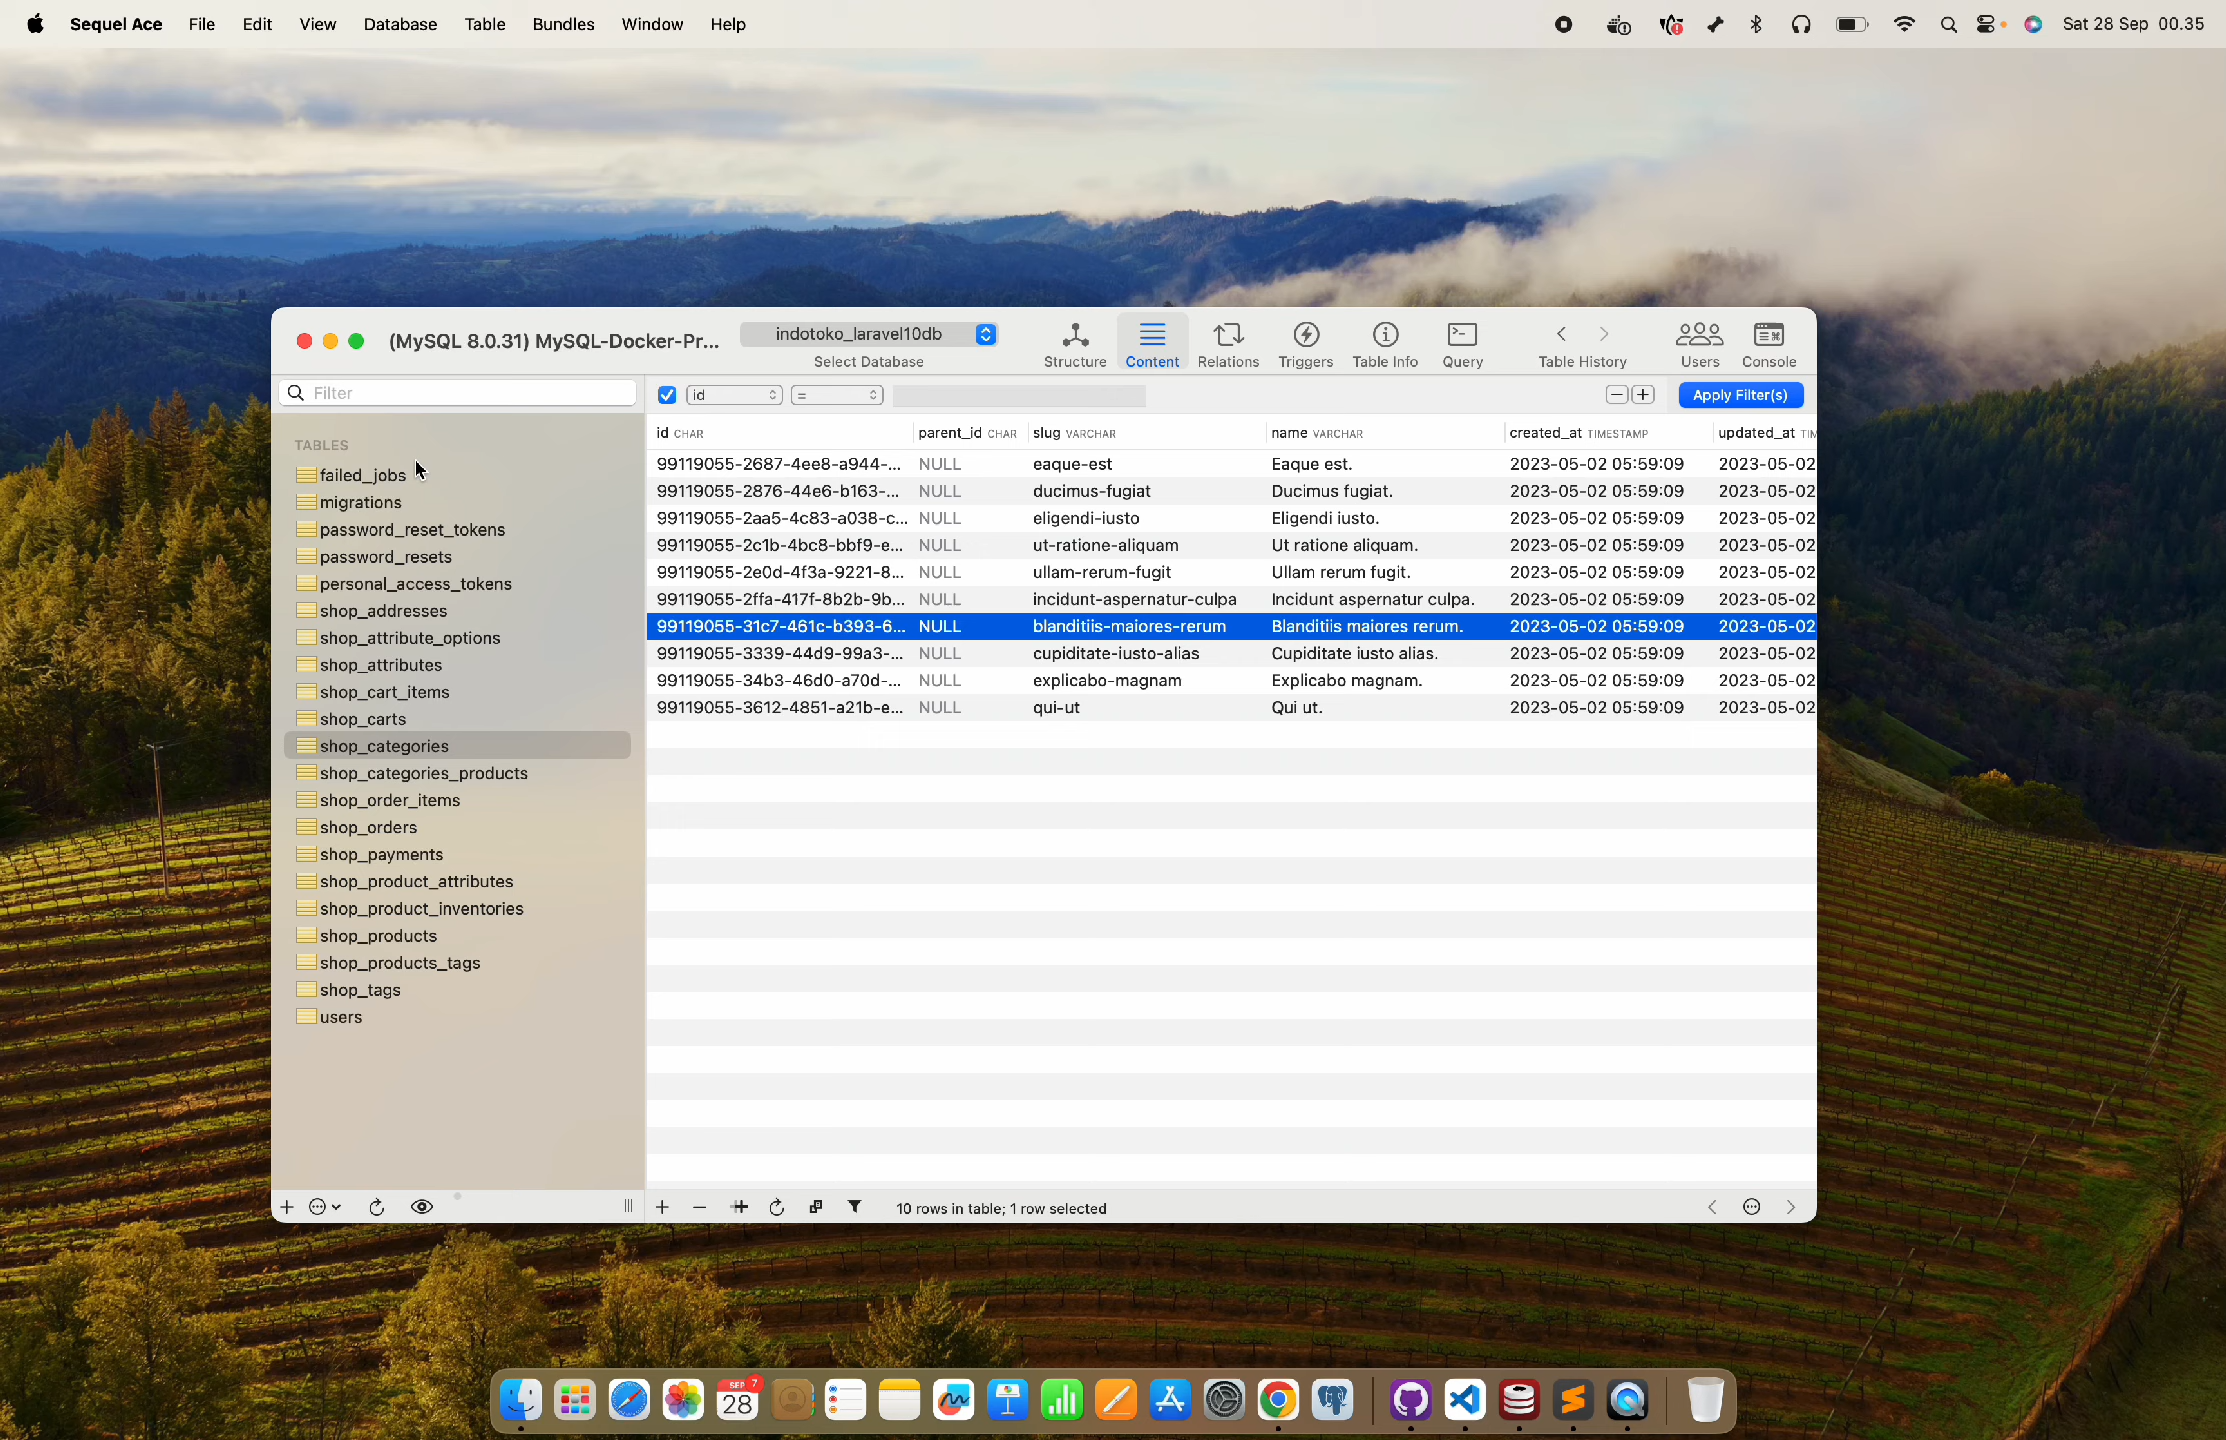 Sequel Ace File Edit View Database Table Bundles Window Help Sat 28 Sep 00.35
(MySQL 8.0.31) MySQL-Docker-Pr...
indotoko_laravel10db
Select Database
Structure Content Relations Triggers Table Info Query Table History Users Console
Filter
id = Apply Filter(s)
TABLES
failed_jobs
migrations
password_reset_tokens
password_resets
personal_access_tokens
shop_addresses
shop_attribute_options
shop_attributes
shop_cart_items
shop_carts
shop_categories
shop_categories_products
shop_order_items
shop_orders
shop_payments
shop_product_attributes
shop_product_inventories
shop_products
shop_products_tags
shop_tags
users
id CHAR parent_id CHAR slug VARCHAR name VARCHAR created_at TIMESTAMP updated_at TIM
99119055-2687-4ee8-a944-... NULL eaque-est Eaque est. 2023-05-02 05:59:09 2023-05-02
99119055-2876-44e6-b163-... NULL ducimus-fugiat Ducimus fugiat. 2023-05-02 05:59:09 2023-05-02
99119055-2aa5-4c83-a038-c... NULL eligendi-iusto Eligendi iusto. 2023-05-02 05:59:09 2023-05-02
99119055-2c1b-4bc8-bbf9-e... NULL ut-ratione-aliquam Ut ratione aliquam. 2023-05-02 05:59:09 2023-05-02
99119055-2e0d-4f3a-9221-8... NULL ullam-rerum-fugit Ullam rerum fugit. 2023-05-02 05:59:09 2023-05-02
99119055-2ffa-417f-8b2b-9b... NULL incidunt-aspernatur-culpa Incidunt aspernatur culpa. 2023-05-02 05:59:09 2023-05-02
99119055-31c7-461c-b393-6... NULL blanditiis-maiores-rerum Blanditiis maiores rerum. 2023-05-02 05:59:09 2023-05-02
99119055-3339-44d9-99a3-... NULL cupiditate-iusto-alias Cupiditate iusto alias. 2023-05-02 05:59:09 2023-05-02
99119055-34b3-46d0-a70d-... NULL explicabo-magnam Explicabo magnam. 2023-05-02 05:59:09 2023-05-02
99119055-3612-4851-a21b-e... NULL qui-ut Qui ut. 2023-05-02 05:59:09 2023-05-02
10 rows in table; 1 row selected
SEP 7
28